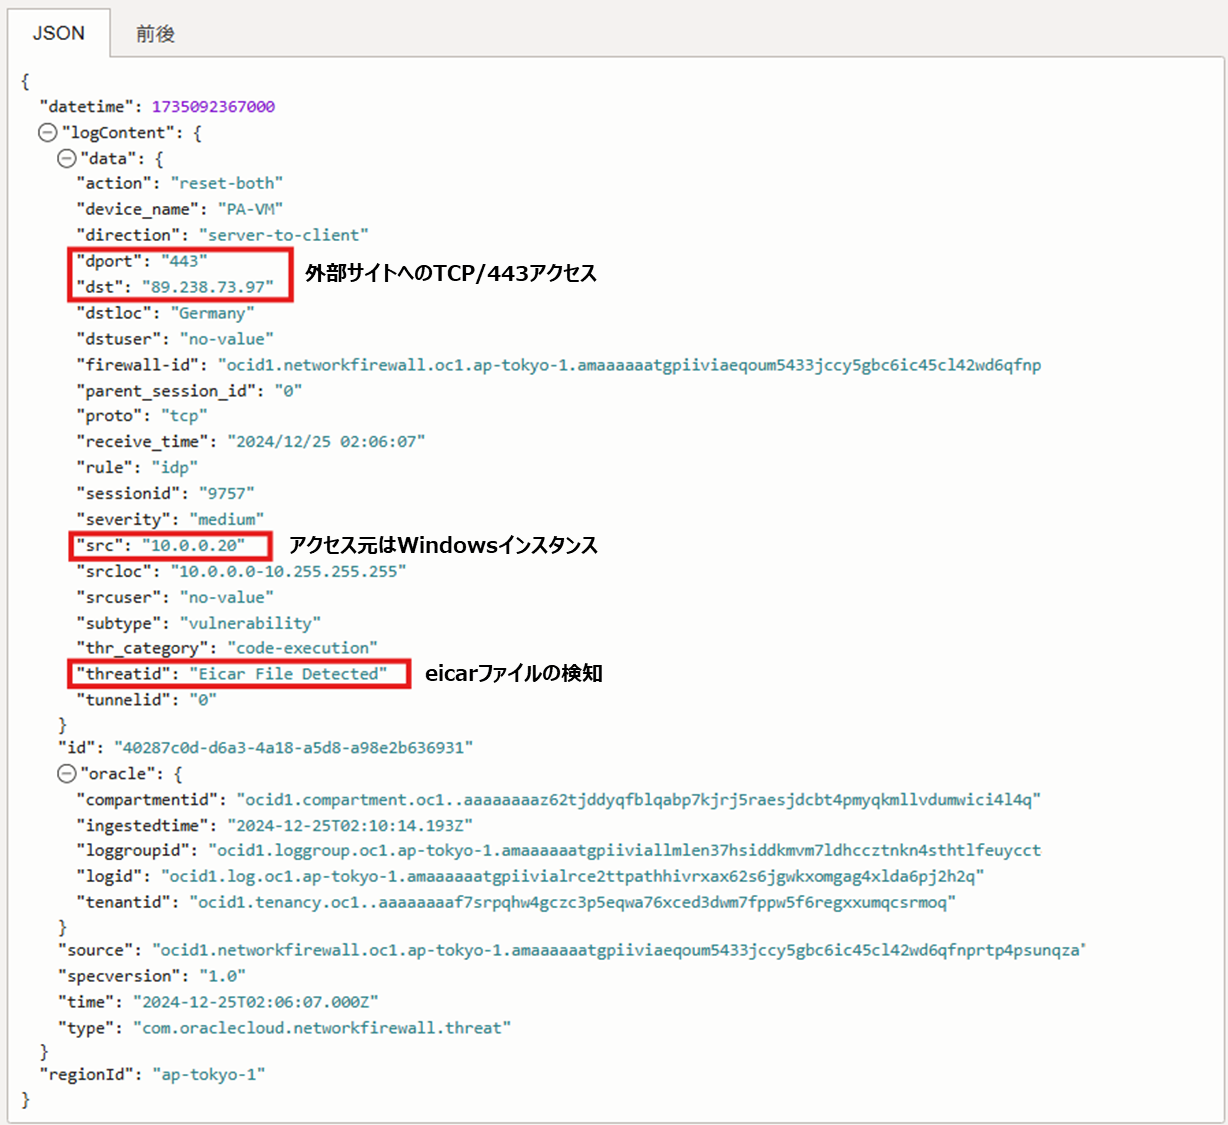 JSON
前後
{
"datetime": 1735092367000
"logContent": {
"data": {
"action": "reset-both"
"device_name": "PA-VM"
"direction": "server-to-client"
"dport": "443"
外部サイトへのTCP/443アクセス
"dst": "89.238.73.97"
"dstloc": "Germany"
"dstuser": "no-value"
"firewall-id": "ocid1.networkfirewall.oc1.ap-tokyo-1.amaaaaaatgpiiviaeqoum5433jccy5gbc6ic45cl42wd6qfnp
"parent_session_id": "0"
"proto": "tcp"
"receive_time": "2024/12/25 02:06:07"
"rule": "idp"
"sessionid": "9757"
"severity": "medium"
"src": "10.0.0.20" アクセス元はWindowsインスタンス
"srcloc": "10.0.0.0-10.255.255.255"
"srcuser": "no-value"
"subtype": "vulnerability"
"thr_category": "code-execution"
"threatid": "Eicar File Detected" eicarファイルの検知
"tunnelid": "0"
}
"id": "40287c0d-d6a3-4a18-a5d8-a98e2b636931"
"oracle": {
"compartmentid": "ocid1.compartment.oc1..aaaaaaaaz62tjddyqfblqabp7kjrj5raesjdcbt4pmyqkmllvdumwici4l4q"
"ingestedtime": "2024-12-25T02:10:14.193Z"
"loggroupid": "ocid1.loggroup.oc1.ap-tokyo-1.amaaaaaatgpiiviallmlen37hsiddkmvm7ldhccztnkn4sthtlfeuycct
"logid": "ocid1.log.oc1.ap-tokyo-1.amaaaaaatgpiivialrce2ttpathhivrxax62s6jgwkxomgag4xlda6pj2h2q"
"tenantid": "ocid1.tenancy.oc1..aaaaaaaaf7srpqhw4gczc3p5eqwa76xced3dwm7fppw5f6regxxumqcsrmoq"
}
"source": "ocid1.networkfirewall.oc1.ap-tokyo-1.amaaaaaatgpiiviaeqoum5433jccy5gbc6ic45cl42wd6qfnprtp4psunqza"
"specversion": "1.0"
"time": "2024-12-25T02:06:07.000Z"
"type": "com.oraclecloud.networkfirewall.threat"
}
"regionId": "ap-tokyo-1"
}